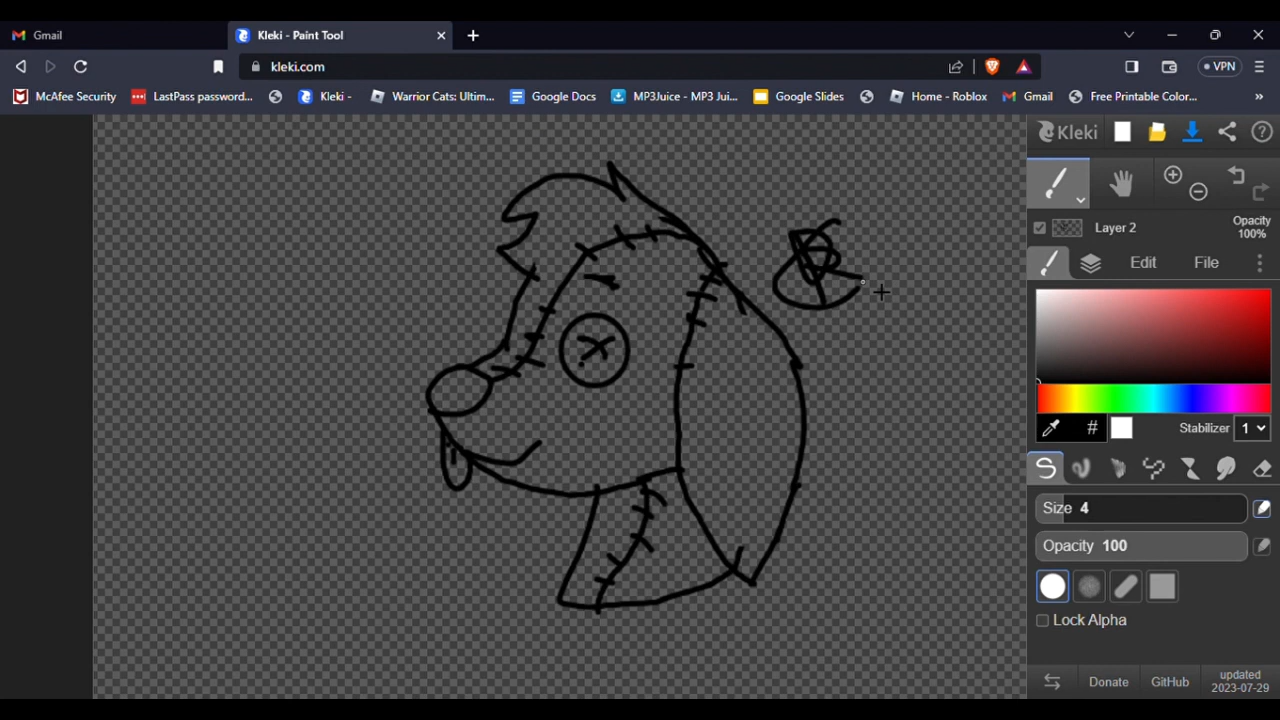 Gmail
Kleki - Paint Tool
kleki.com
VPN
McAfee Security
LastPass password...
Kleki -
Warrior Cats: Ultim...
Google Docs
MP3Juice - MP3 Jui...
Google Slides
Home - Roblox
Gmail
Free Printable Color...
»
Kleki
Layer 2
Opacity
100%
Edit
File
#
Stabilizer 1
Size 4
Opacity 100
Lock Alpha
Donate
GitHub
updated
2023-07-29